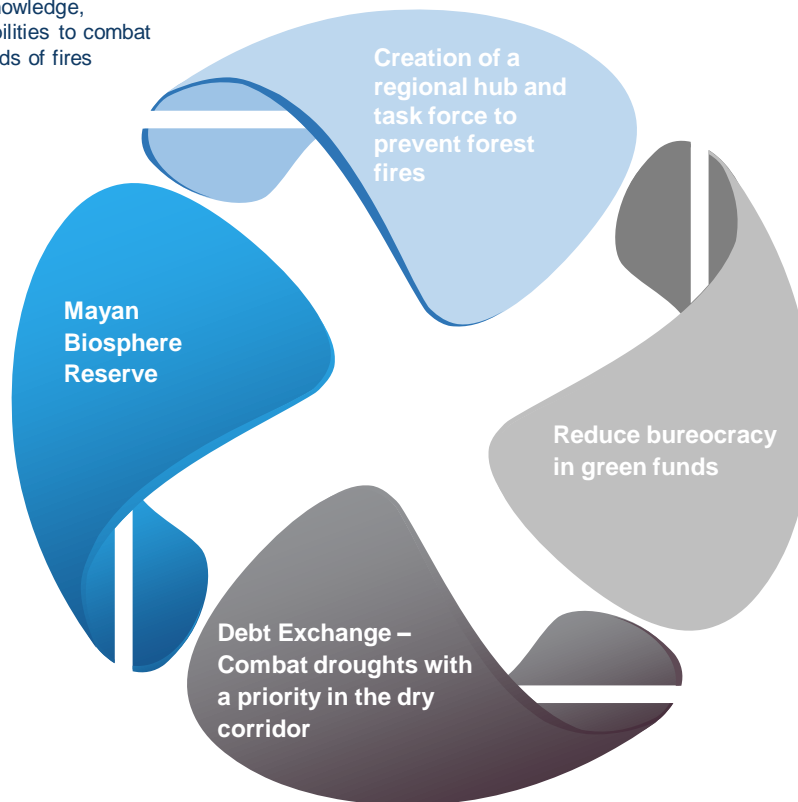 nowledge,
bilities to combat
ds of fires
Creation of a
regional hub and
task force to
prevent forest
fires
Mayan
Biosphere
Reserve
Reduce bureocracy
in green funds
Debt Exchange –
Combat droughts with
a priority in the dry
corridor